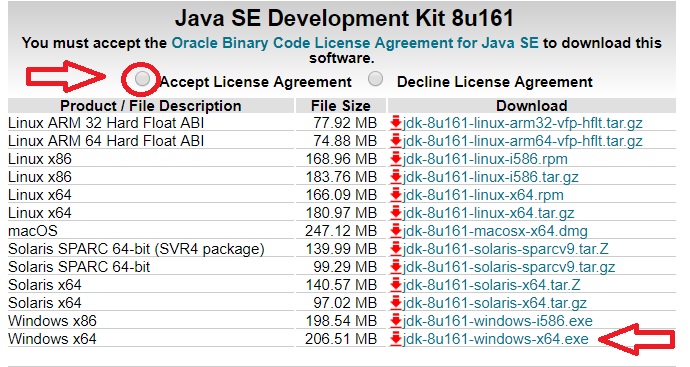 Java SE Development Kit 8u161
You must accept the Oracle Binary Code License Agreement for Java SE to download this
software.
Accept License Agreement Decline License Agreement
Product / File Description File Size Download
Linux ARM 32 Hard Float ABI 77.92 MB jdk-8u161-linux-arm32-vfp-hflt.tar.gz
Linux ARM 64 Hard Float ABI 74.88 MB jdk-8u161-linux-arm64-vfp-hflt.tar.gz
Linux x86 168.96 MB jdk-8u161-linux-i586.rpm
Linux x86 183.76 MB jdk-8u161-linux-i586.tar.gz
Linux x64 166.09 MB jdk-8u161-linux-x64.rpm
Linux x64 180.97 MB jdk-8u161-linux-x64.tar.gz
macOS 247.12 MB jdk-8u161-macosx-x64.dmg
Solaris SPARC 64-bit (SVR4 package) 139.99 MB jdk-8u161-solaris-sparcv9.tar.Z
Solaris SPARC 64-bit 99.29 MB jdk-8u161-solaris-sparcv9.tar.gz
Solaris x64 140.57 MB jdk-8u161-solaris-x64.tar.Z
Solaris x64 97.02 MB jdk-8u161-solaris-x64.tar.gz
Windows x86 198.54 MB jdk-8u161-windows-i586.exe
Windows x64 206.51 MB jdk-8u161-windows-x64.exe